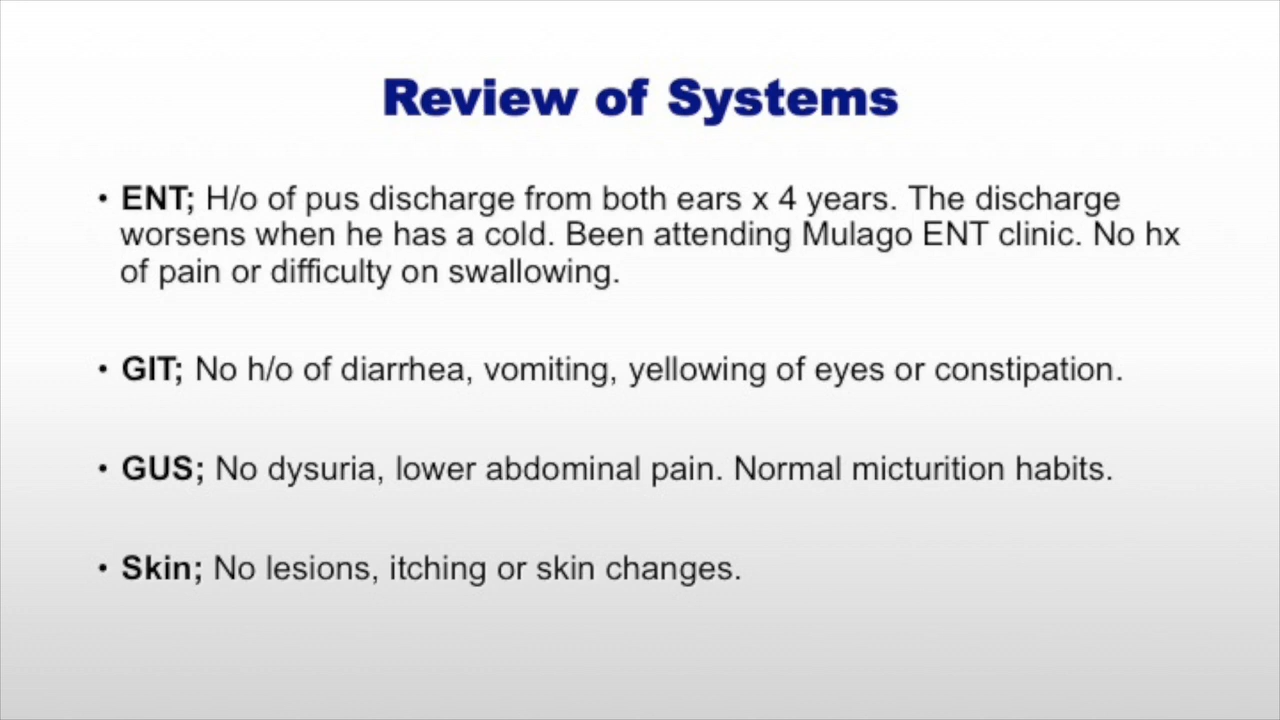 Review of Systems
• ENT; H/o of pus discharge from both ears x 4 years. The discharge
worsens when he has a cold. Been attending Mulago ENT clinic. No hx
of pain or difficulty on swallowing.
• GIT; No h/o of diarrhea, vomiting, yellowing of eyes or constipation.
• GUS; No dysuria, lower abdominal pain. Normal micturition habits.
• Skin; No lesions, itching or skin changes.